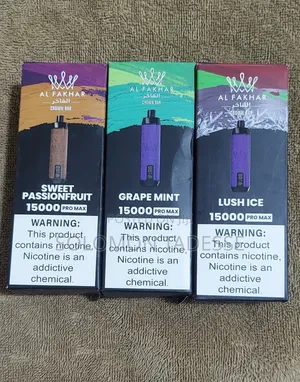 AL FAKHAR
الفاخر
CROWN BAR
SWEET
PASSIONFRUIT
15000 PRO MAX
WARNING:
This product
contains nicotine,
Nicotine is an
addictive
chemical.
AL FAKHAR
الفاخر
CROWN BAR
GRAPE MINT
15000 PRO MAX
WARNING:
This product
contains nicotine,
Nicotine is an
addictive
chemical.
AL FAKHAR
الفاخر
CROWN BAR
LUSH ICE
15000 PRO MAX
WARNING:
This product
contains nicotine.
Nicotine is an
addictive
chemical.
SOLOMON TADESSE